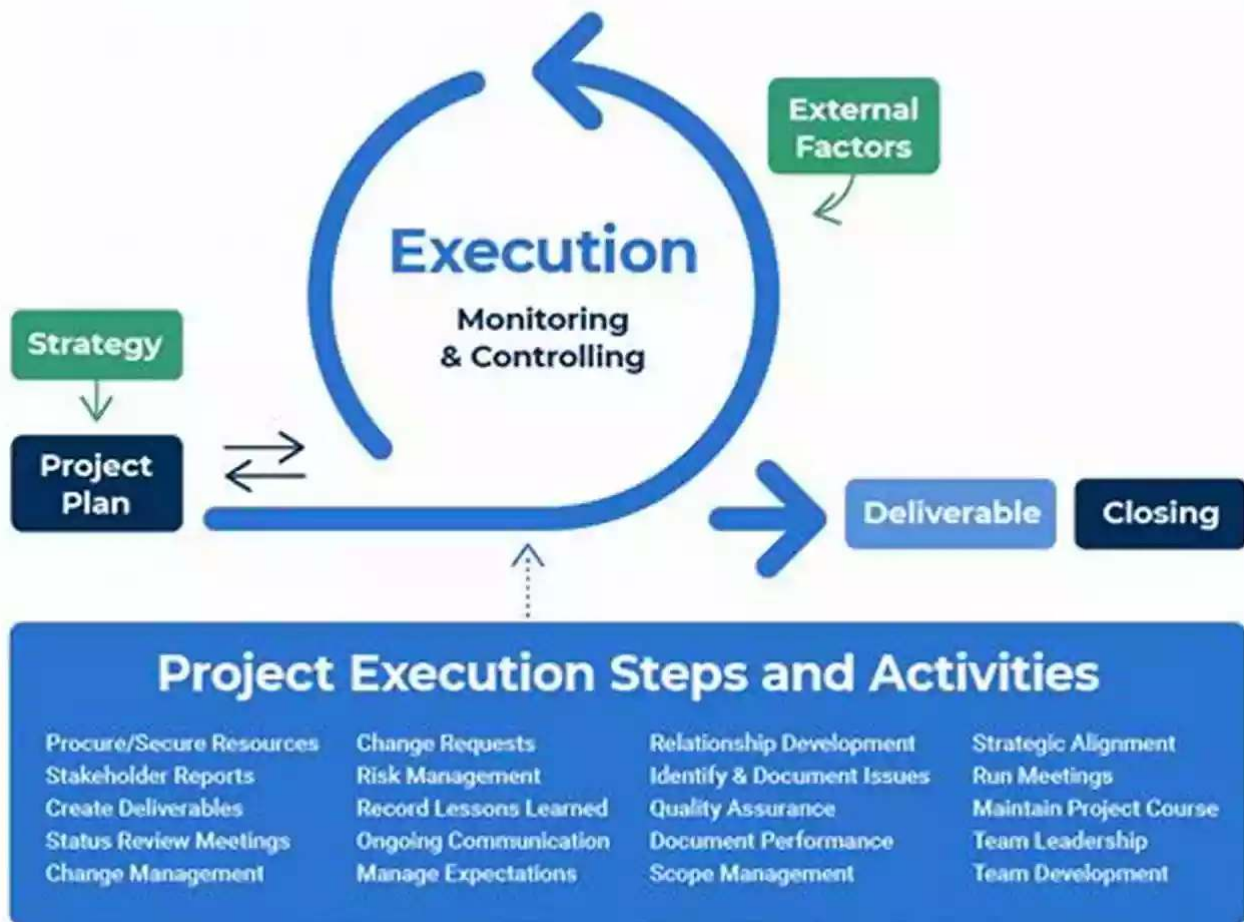 External
Factors
Execution
Monitoring
& Controlling
Strategy
Project
Plan
Deliverable
Closing
Project Execution Steps and Activities
Procure/Secure Resources
Stakeholder Reports
Create Deliverables
Status Review Meetings
Change Management
Change Requests
Risk Management
Record Lessons Learned
Ongoing Communication
Manage Expectations
Relationship Development
Identify & Document Issues
Quality Assurance
Document Performance
Scope Management
Strategic Alignment
Run Meetings
Maintain Project Course
Team Leadership
Team Development